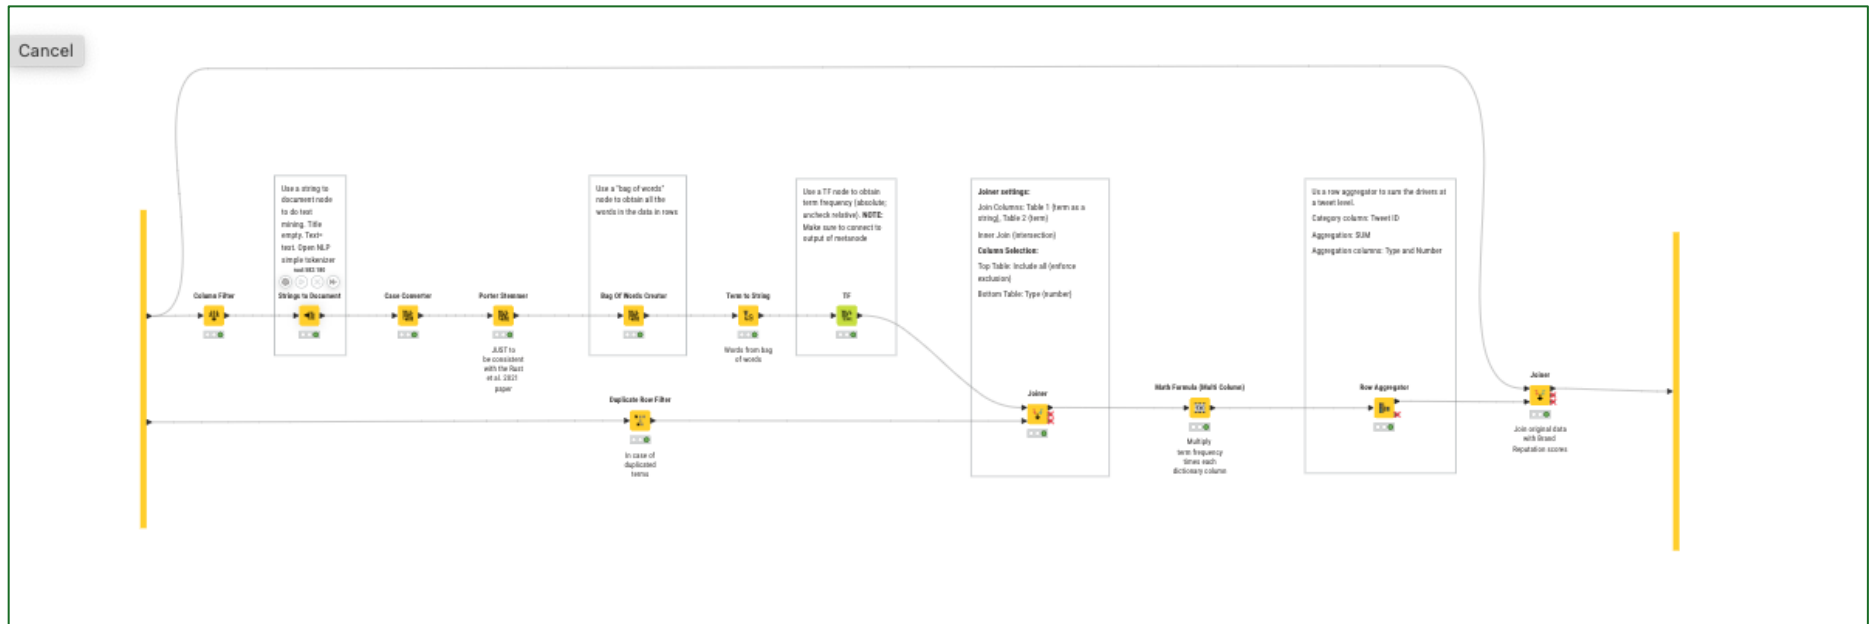 Cancel
Use a string to
document node
to do text
mining. Title
empty. Text=
text. Open NLP
simple tokenizer
Use a "bag of words"
node to obtain all the
words in the data in rows
Use a TF node to obtain
term frequency (absolute;
uncheck relative). NOTE:
Make sure to connect to
output of metanode
Joiner settings:
Join Columns: Table 1 (term as a
string), Table 2 (term)
Inner Join (intersection)
Column Selection:
Top Table: Include all (enforce
exclusion)
Bottom Table: Type (number)
Us a row aggregator to sum the drivers at
a tweet level.
Category column: Tweet ID
Aggregation: SUM
Aggregation columns: Type and Number
Column Filter
Strings to Document
Case Converter
Porter Stemmer
Bag Of Words Creator
Term to String
TF
JUST to
be consistent
with the Rust
et al. 2021
paper
Words from bag
of words
Duplicate Row Filter
In case of
duplicated
terms
Joiner
Math Formula (Multi Column)
Multiply
term frequency
times each
dictionary column
Row Aggregator
Joiner
Join original data
with Brand
Reputation scores